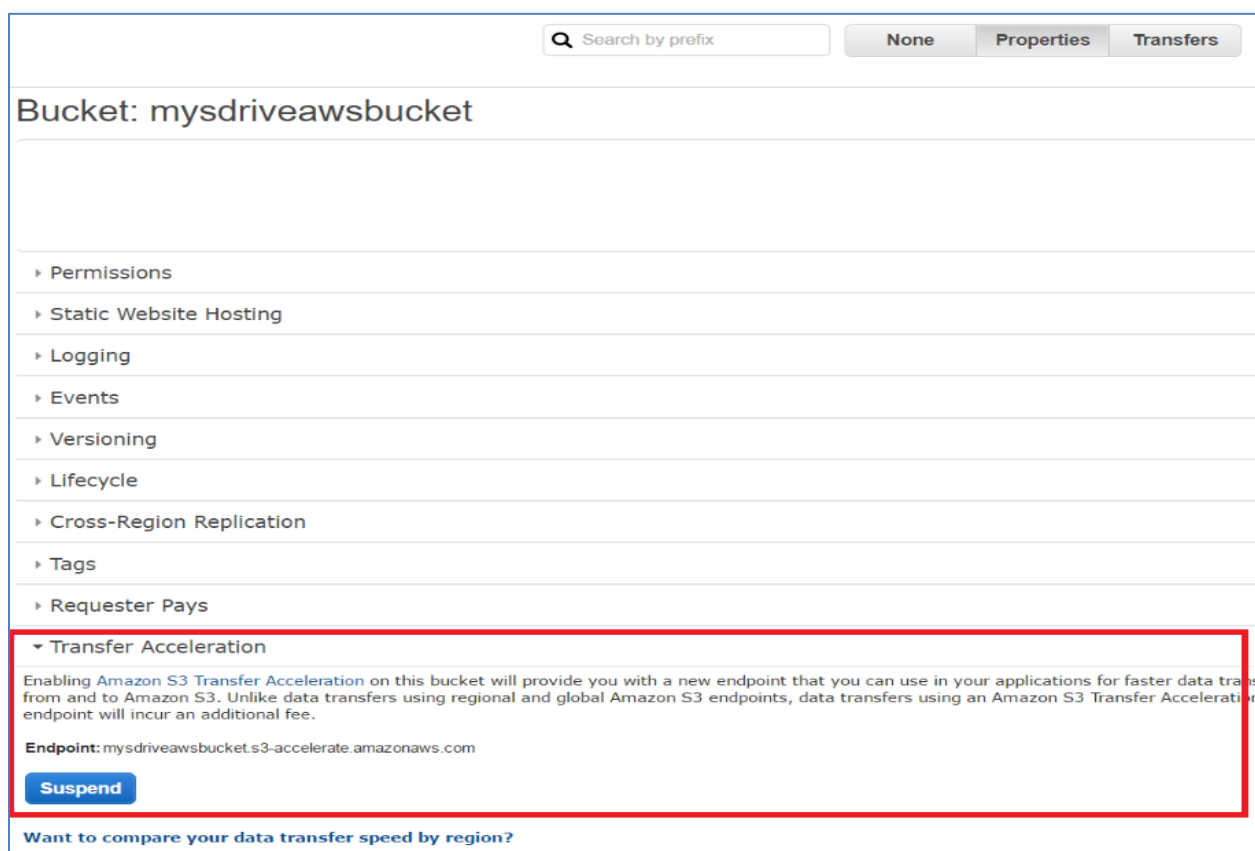 Search by prefix
None Properties Transfers
Bucket: mysdriveawsbucket
Permissions
Static Website Hosting
Logging
Events
Versioning
Lifecycle
Cross-Region Replication
Tags
Requester Pays
Transfer Acceleration
Enabling Amazon S3 Transfer Acceleration on this bucket will provide you with a new endpoint that you can use in your applications for faster data trans
from and to Amazon S3. Unlike data transfers using regional and global Amazon S3 endpoints, data transfers using an Amazon S3 Transfer Acceleration
endpoint will incur an additional fee.
Endpoint: mysdriveawsbucket.s3-accelerate.amazonaws.com
Suspend
Want to compare your data transfer speed by region?